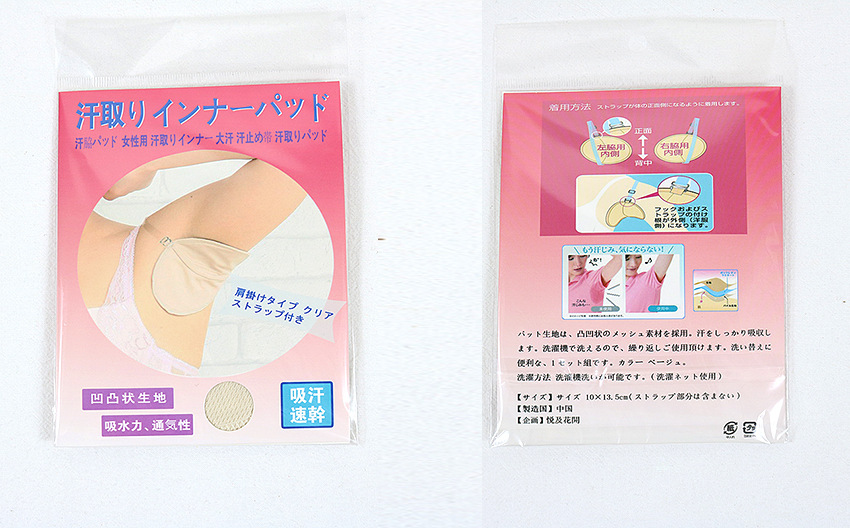 汗取りインナーパッド
汗脇パッド 女性用 汗取りインナー 大汗 汗止め帯 汗取りパッド
肩掛けタイプ クリア
ストラップ付き
凹凸状生地
吸水力、通気性
吸汗
速幹
着用方法 ストラップが体の正面側になるように着用します。
正面
左脇用
内側
右脇用
内側
背中
フッグおよびス
トラップの付け
根が外側(洋服
側)になります。
もう汗じみ、気にならない!
パット生地は、凸凹状のメッシュ素材を採用。汗をしっかり吸収し
ます。洗濯機で洗えるので、繰り返しご使用頂けます。洗い替えに
便利な、1セット組です。カラー ベージュ。
洗濯方法 洗濯機洗いが可能です。(洗濯ネット使用)
【サイズ】サイズ 10×13.5cm(ストラップ部分は含まない)
【製造国】中国
【企画】悦及花開